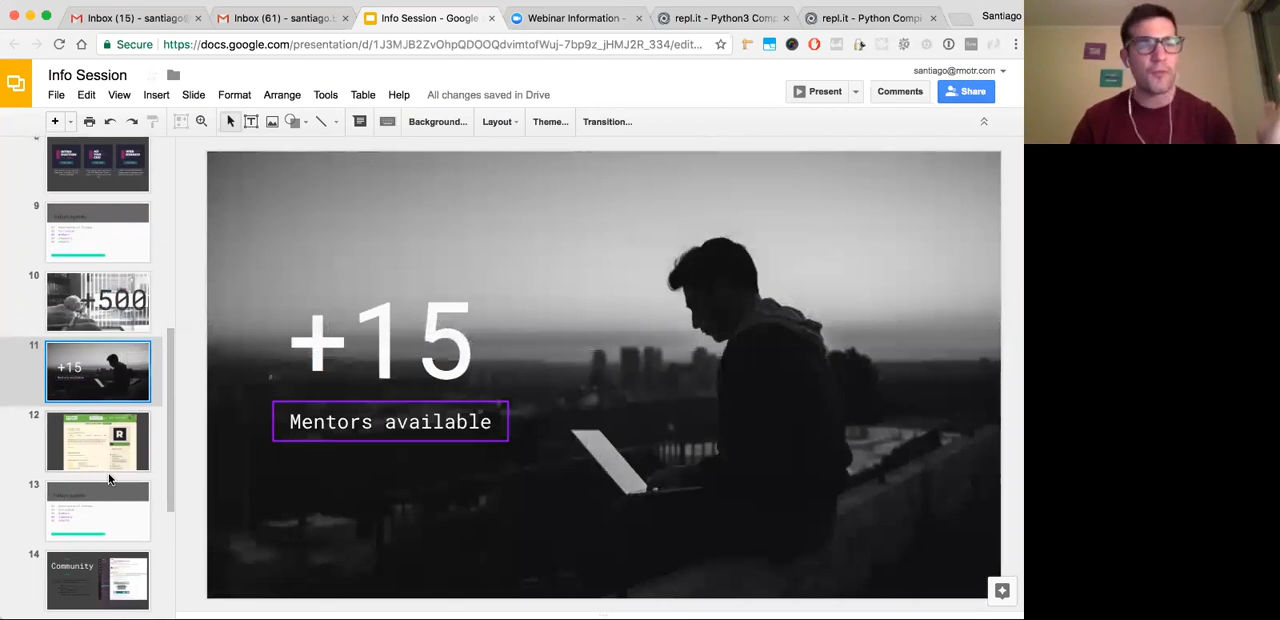 Inbox (15) - santiago@
Inbox (61) - santiago.b
Info Session - Google
Webinar Information -
repl.it - Python3 Com
repl.it - Python Compi
Santiago
Secure
https://docs.google.com/presentation/d/1J3MJB2ZvOhpQDOOQdvimtofWuj-7bp9z_jHMJ2R_334/edit...
Info Session
santiago@rmotr.com
File Edit View Insert Slide Format Arrange Tools Table Help All changes saved in Drive
Present
Comments
Share
Background...
Layout
Theme...
Transition...
9
10
+500
11
+15
12
R
13
14
Community
+15
Mentors available